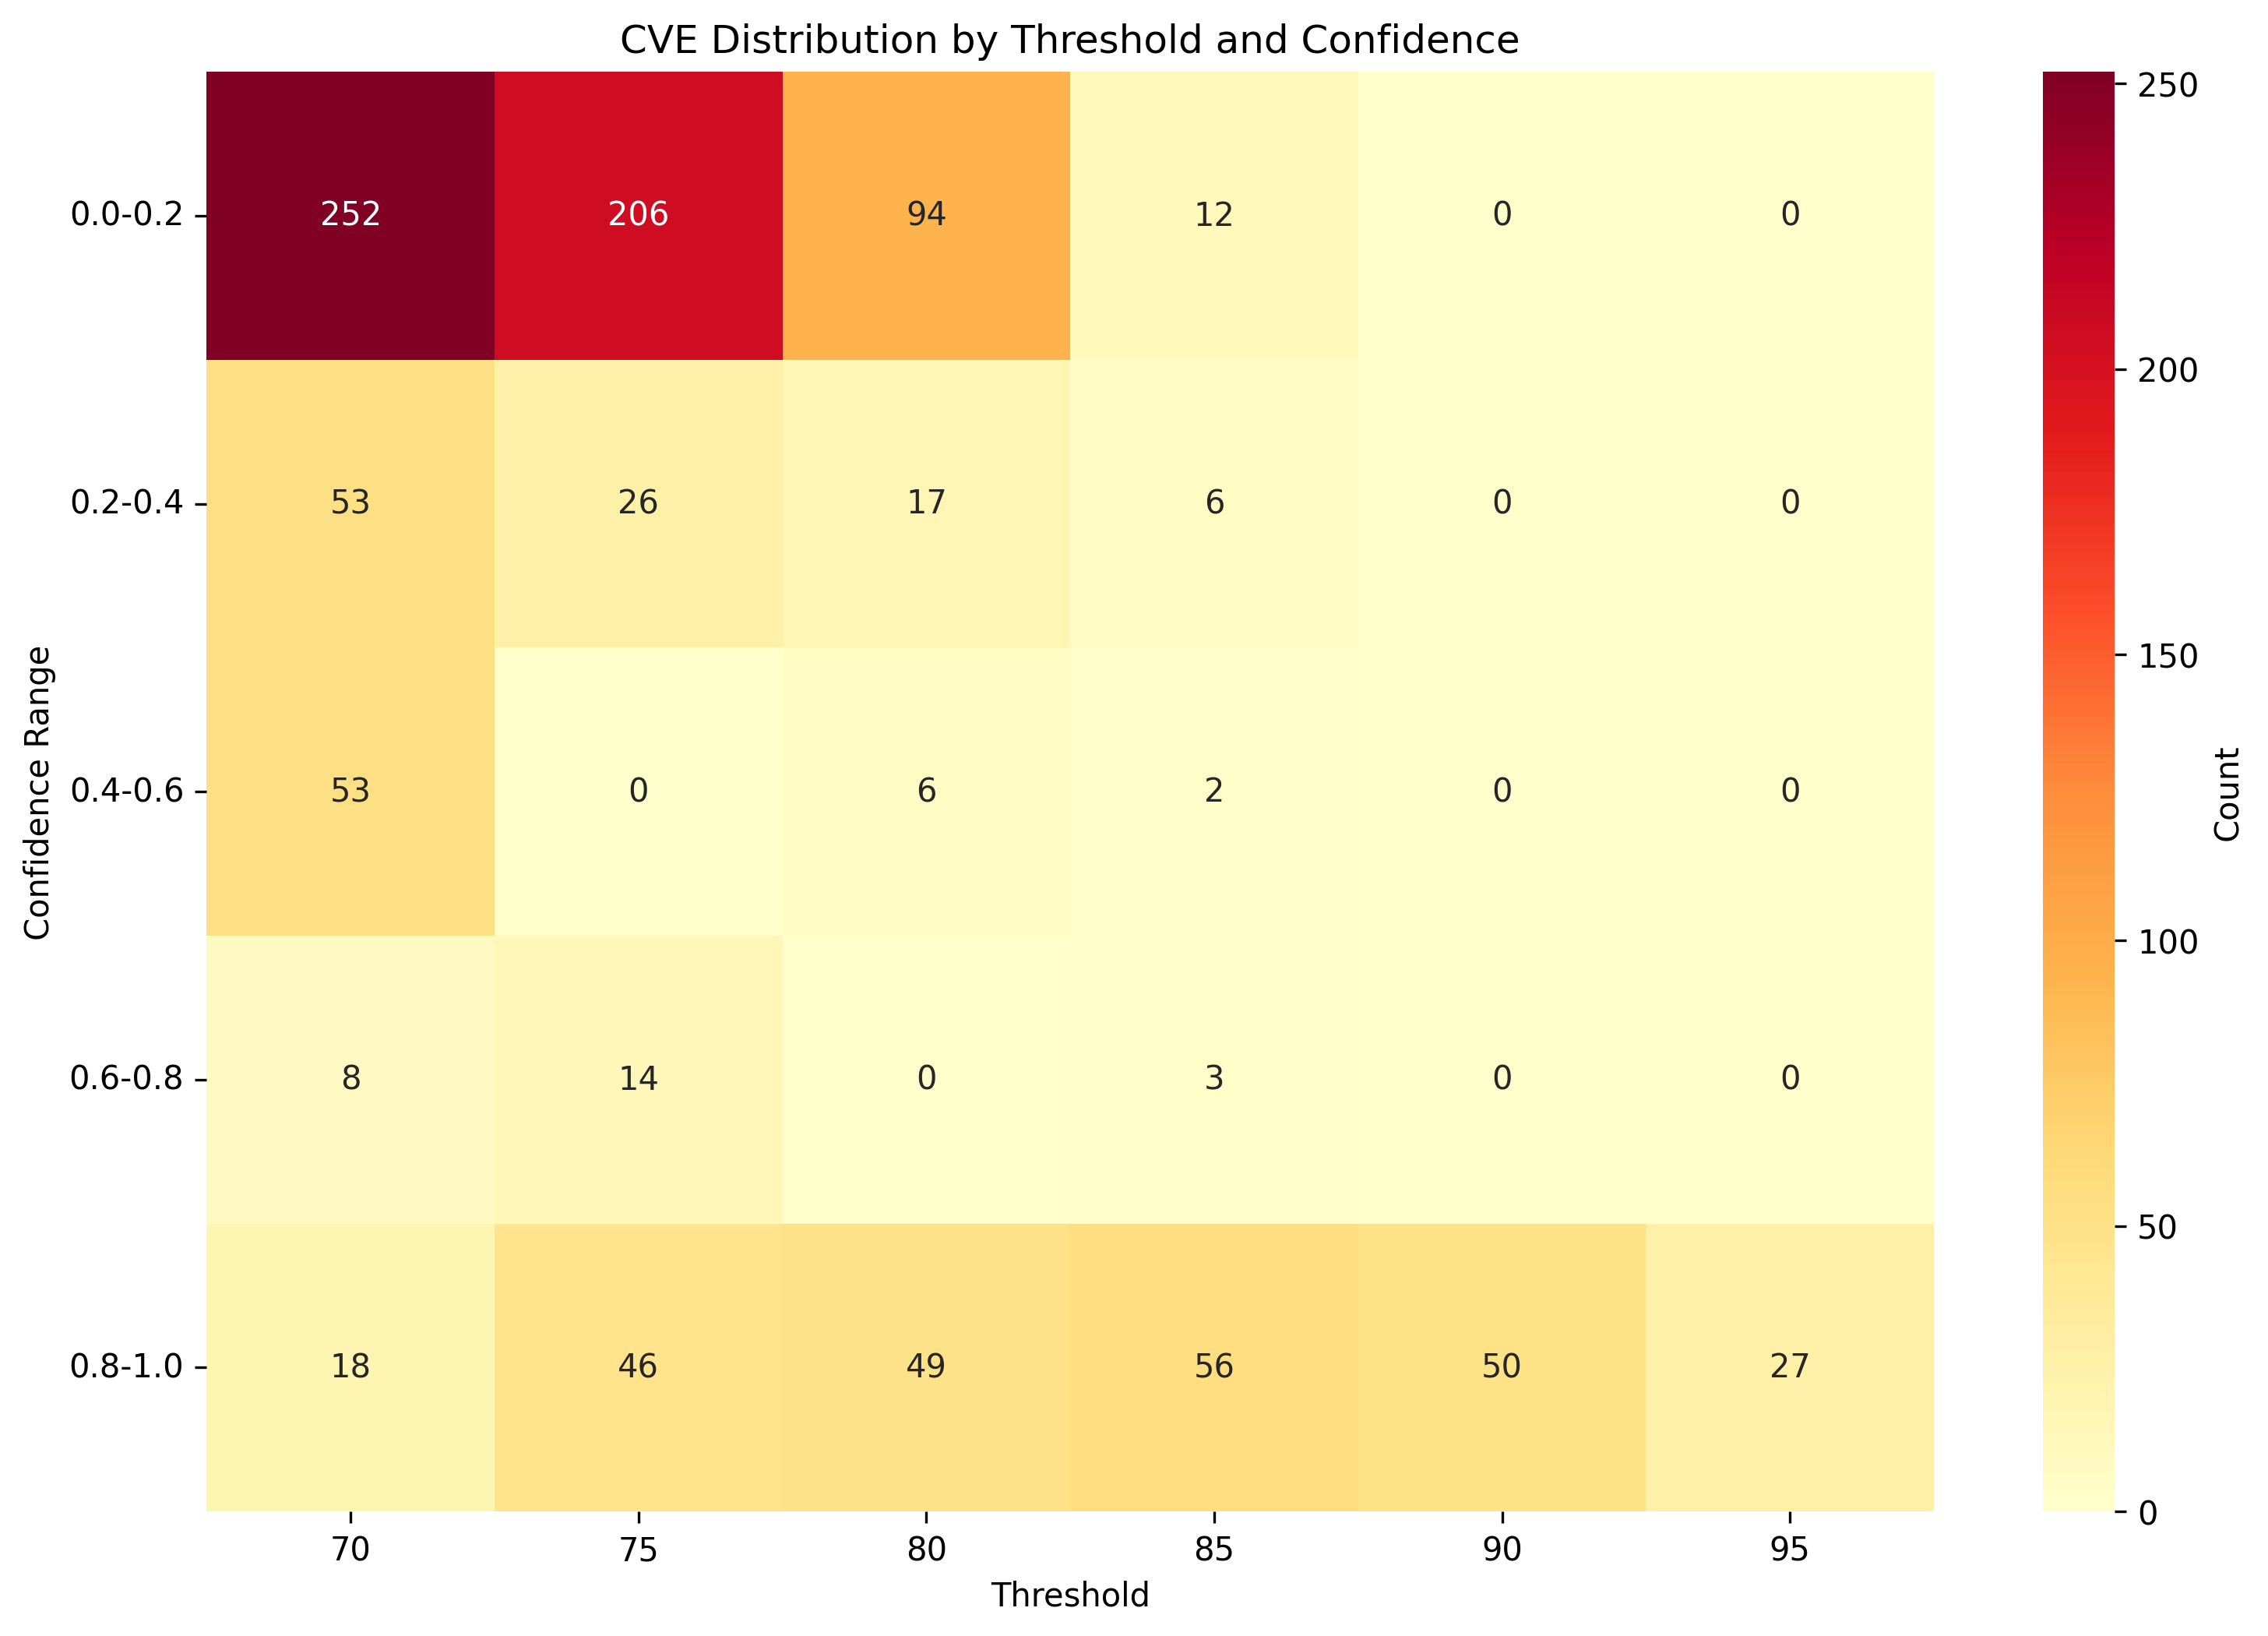 CVE Distribution by Threshold and Confidence
Confidence Range
0.0-0.2 252 206 94 12 0 0
0.2-0.4 53 26 17 6 0 0
0.4-0.6 53 0 6 2 0 0
0.6-0.8 8 14 0 3 0 0
0.8-1.0 18 46 49 56 50 27
70 75 80 85 90 95
Threshold
250
200
150
100
50
0
Count